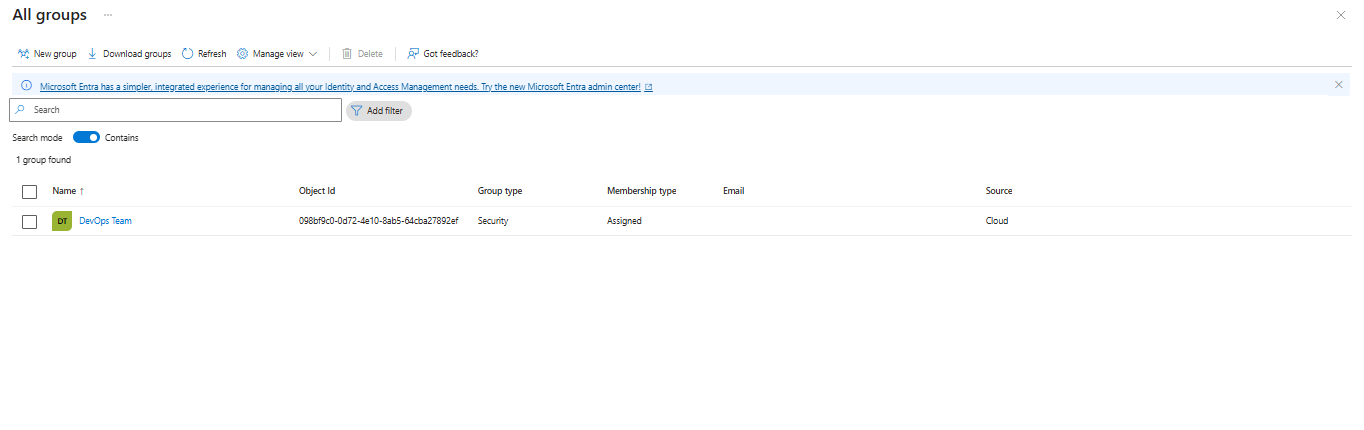 All groups ...
New group Download groups Refresh Manage view Delete Got feedback?
Microsoft Entra has a simpler, integrated experience for managing all your Identity and Access Management needs. Try the new Microsoft Entra admin center!
Search Add filter
Search mode Contains
1 group found
Name ↑ Object Id Group type Membership type Email Source
DT DevOps Team 098bf9c0-0d72-4e10-8ab5-64cba27892ef Security Assigned Cloud